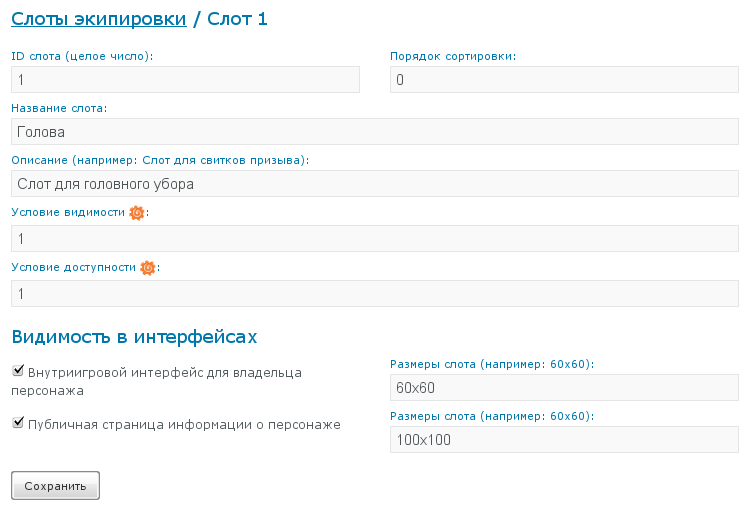 Слоты экипировки / Слот 1
ID слота (целое число):
Порядок сортировки:
1
0
Название слота:
Голова
Описание (например: Слот для свитков призыва):
Слот для головного убора
Условие видимости :
1
Условие доступности :
1
Видимость в интерфейсах
Внутриигровой интерфейс для владельца
персонажа
Размеры слота (например: 60x60):
60x60
Публичная страница информации о персонаже
Размеры слота (например: 60x60):
100x100
Сохранить